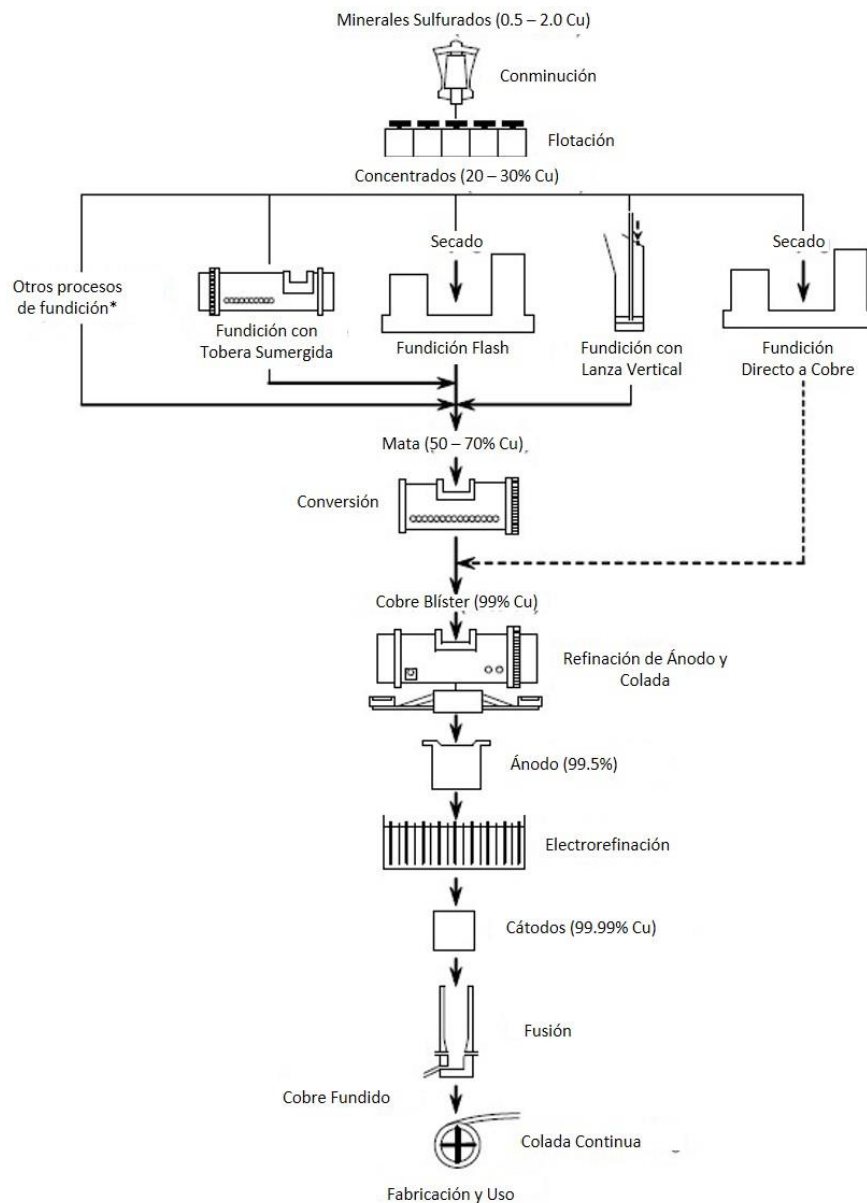 Minerales Sulfurados (0.5 – 2.0 Cu)
Conminución
Flotación
Concentrados (20 – 30% Cu)
Otros procesos
de fundición*
Fundición con
Tobera Sumergida
Secado
Fundición Flash
Fundición con
Lanza Vertical
Secado
Fundición
Directo a Cobre
Mata (50 – 70% Cu)
Conversión
Cobre Blíster (99% Cu)
Refinación de Ánodo y
Colada
Ánodo (99.5%)
Electrorefinación
Cátodos (99.99% Cu)
Fusión
Cobre Fundido
Colada Continua
Fabricación y Uso